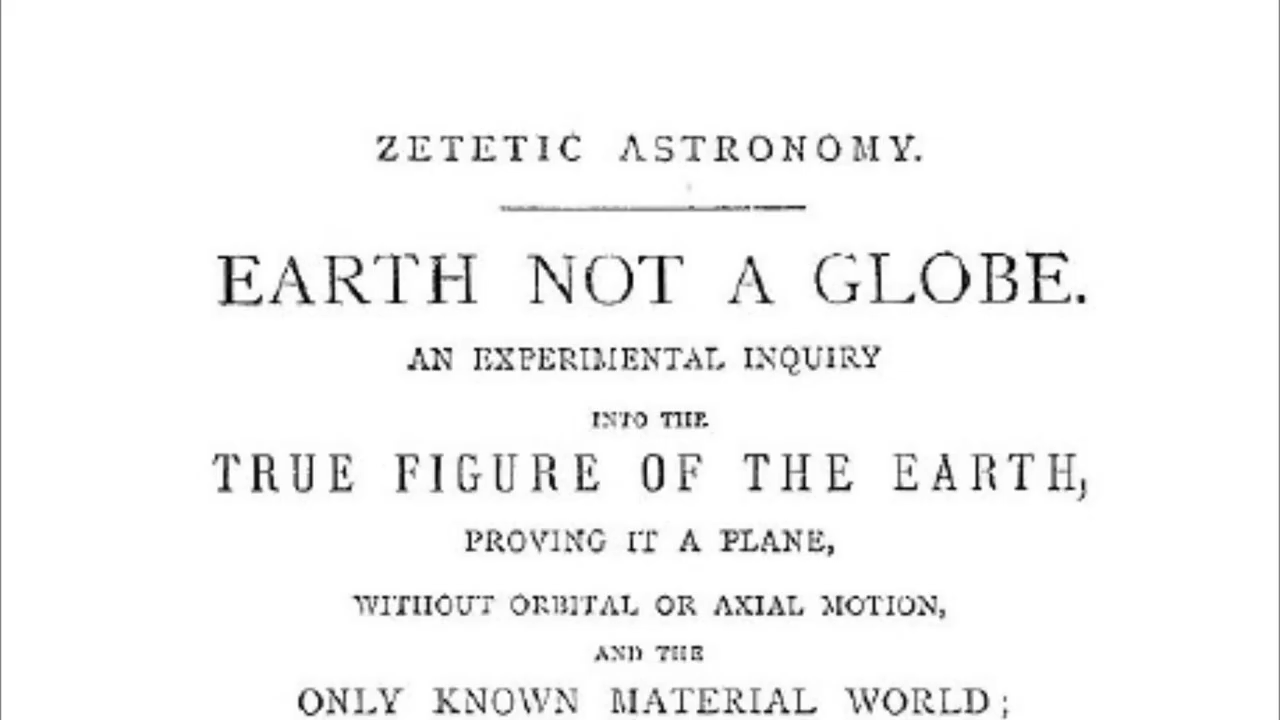 ZETETIC ASTRONOMY.
EARTH NOT A GLOBE.
AN EXPERIMENTAL INQUIRY
INTO THE
TRUE FIGURE OF THE EARTH,
PROVING IT A PLANE,
WITHOUT ORBITAL OR AXIAL MOTION,
AND THE
ONLY KNOWN MATERIAL WORLD;